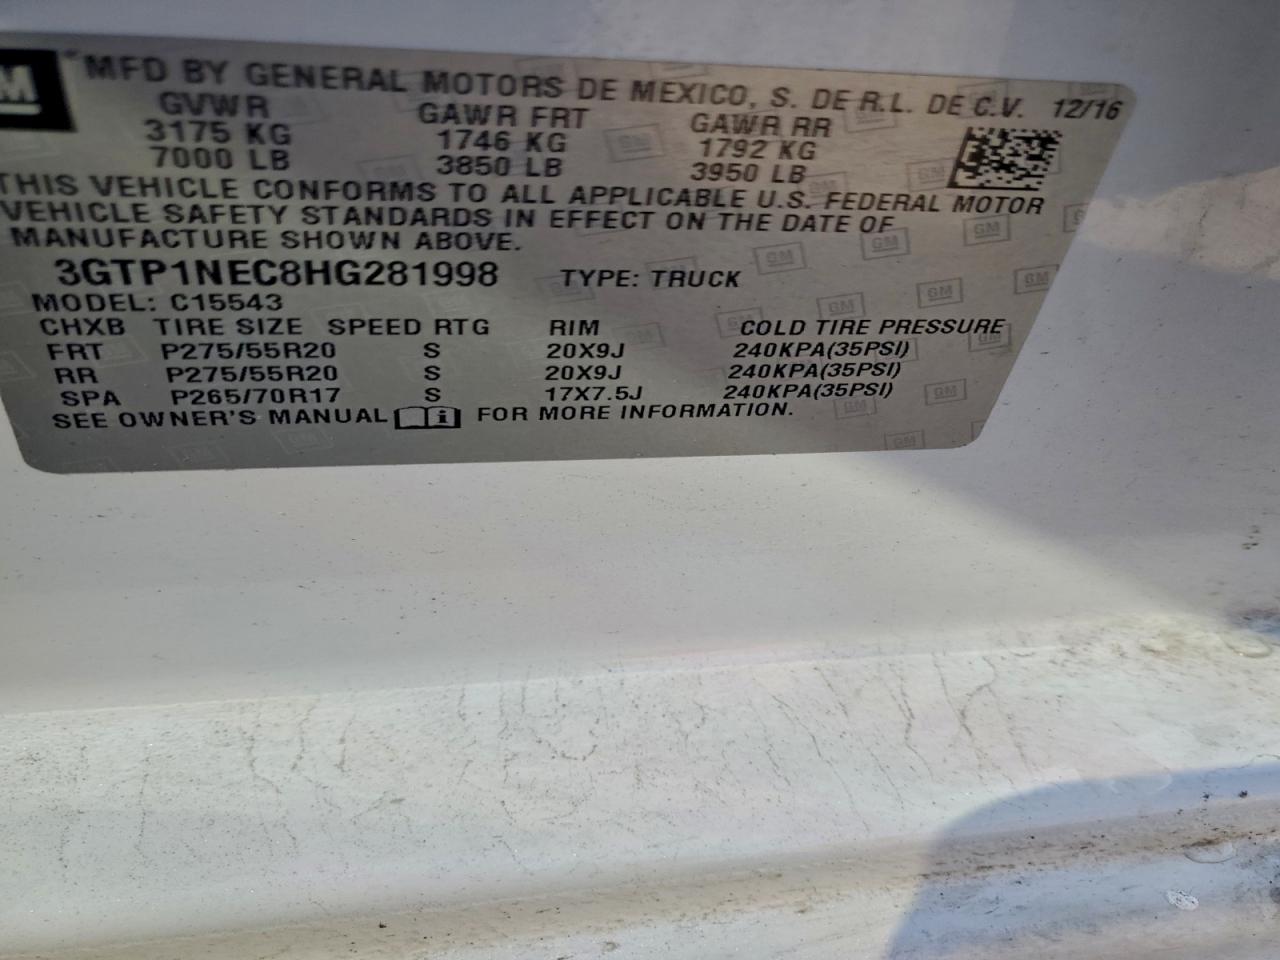 GM
MFD BY GENERAL MOTORS DE MEXICO, S. DE R.L. DE C.V. 12/16
GVWR GAWR FRT GAWR RR
3175 KG 1746 KG 1792 KG
7000 LB 3850 LB 3950 LB
THIS VEHICLE CONFORMS TO ALL APPLICABLE U.S. FEDERAL MOTOR
VEHICLE SAFETY STANDARDS IN EFFECT ON THE DATE OF
MANUFACTURE SHOWN ABOVE.
3GTP1NEC8HG281998 TYPE: TRUCK
MODEL: C15543
CHXB TIRE SIZE SPEED RTG RIM COLD TIRE PRESSURE
FRT P275/55R20 S 20X9J 240KPA(35PSI)
RR P275/55R20 S 20X9J 240KPA(35PSI)
SPA P265/70R17 S 17X7.5J 240KPA(35PSI)
SEE OWNER'S MANUAL i FOR MORE INFORMATION.